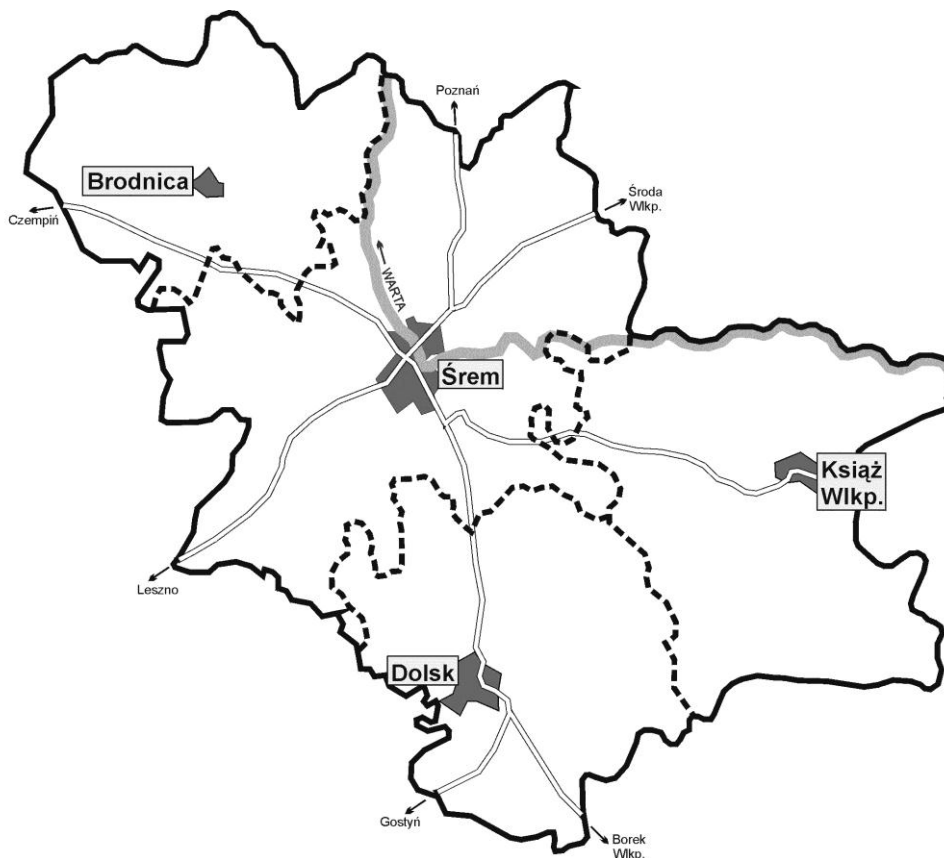 Poznań
Brodnica
Środa
Wlkp.
Czempiń
WARTA
Śrem
Książ
Wlkp.
Leszno
Dolsk
Gostyń
Borek
Wlkp.